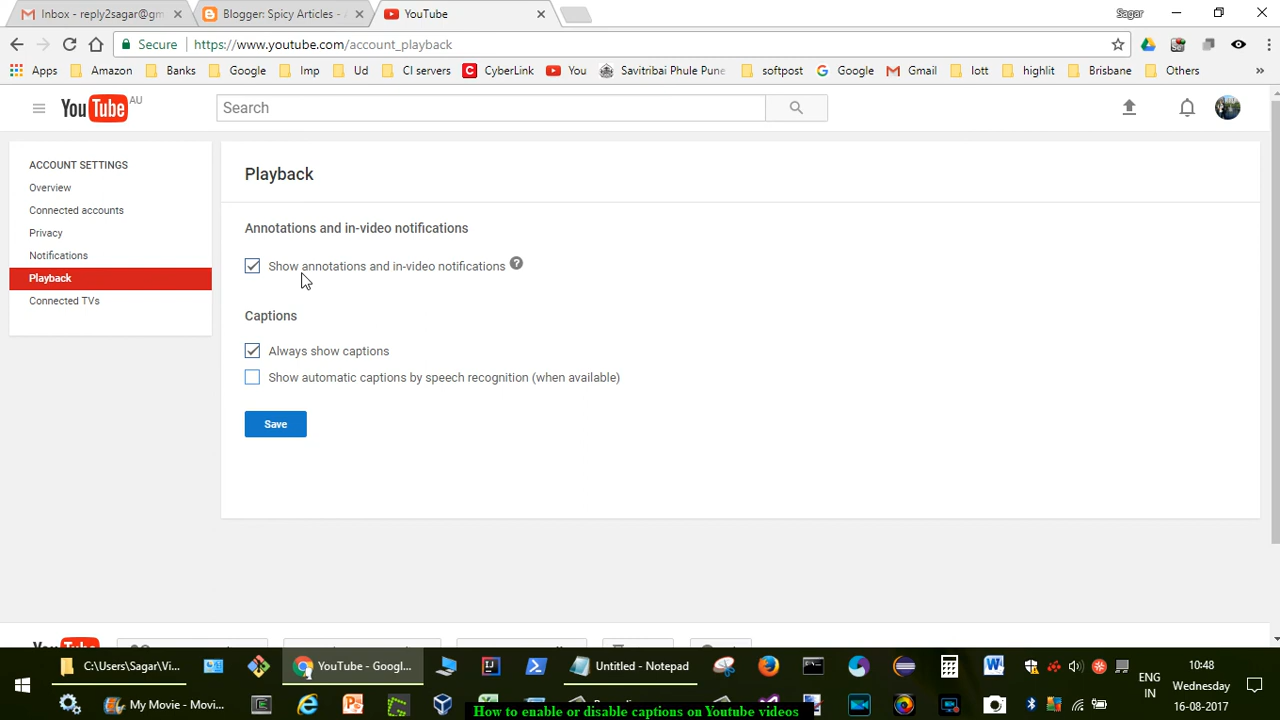 Inbox - reply2sagar@gm
Blogger: Spicy Articles - A
YouTube
Sagar
Secure
https://www.youtube.com/account_playback
Apps
Amazon
Banks
Google
Imp
Ud
CI servers
CyberLink
You
Savitribai Phule Pune
softpost
Google
Gmail
lott
highlit
Brisbane
Others
»
YouTube AU
Search
ACCOUNT SETTINGS
Overview
Connected accounts
Privacy
Notifications
Playback
Connected TVs
Playback
Annotations and in-video notifications
Show annotations and in-video notifications ?
Captions
Always show captions
Show automatic captions by speech recognition (when available)
Save
C:\Users\Sagar\Vi...
YouTube - Googl...
Untitled - Notepad
My Movie - Movi...
ENG
IN
10:48
Wednesday
16-08-2017
How to enable or disable captions on Youtube videos